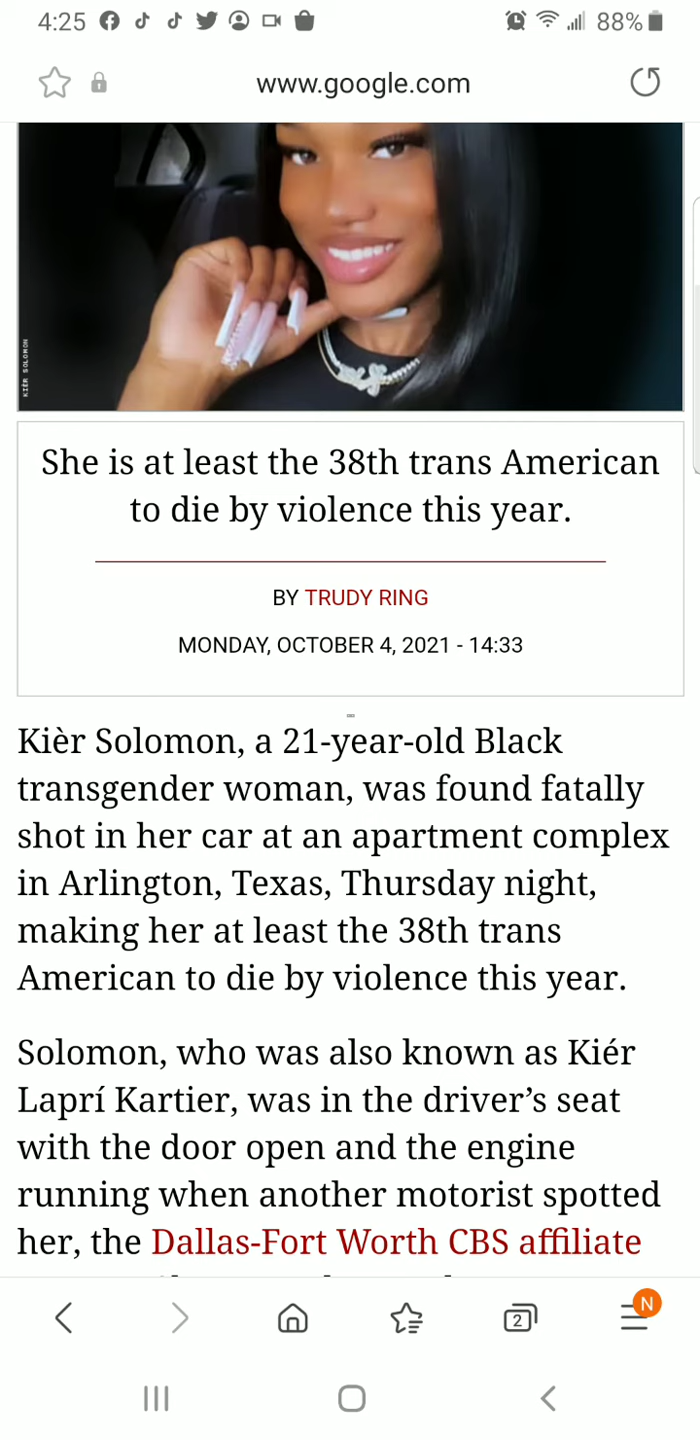 4:25
88%
www.google.com
KIÈR SOLOMON
She is at least the 38th trans American
to die by violence this year.
BY TRUDY RING
MONDAY, OCTOBER 4, 2021 - 14:33
Kièr Solomon, a 21-year-old Black
transgender woman, was found fatally
shot in her car at an apartment complex
in Arlington, Texas, Thursday night,
making her at least the 38th trans
American to die by violence this year.
Solomon, who was also known as Kiér
Laprí Kartier, was in the driver’s seat
with the door open and the engine
running when another motorist spotted
her, the Dallas-Fort Worth CBS affiliate
2
N